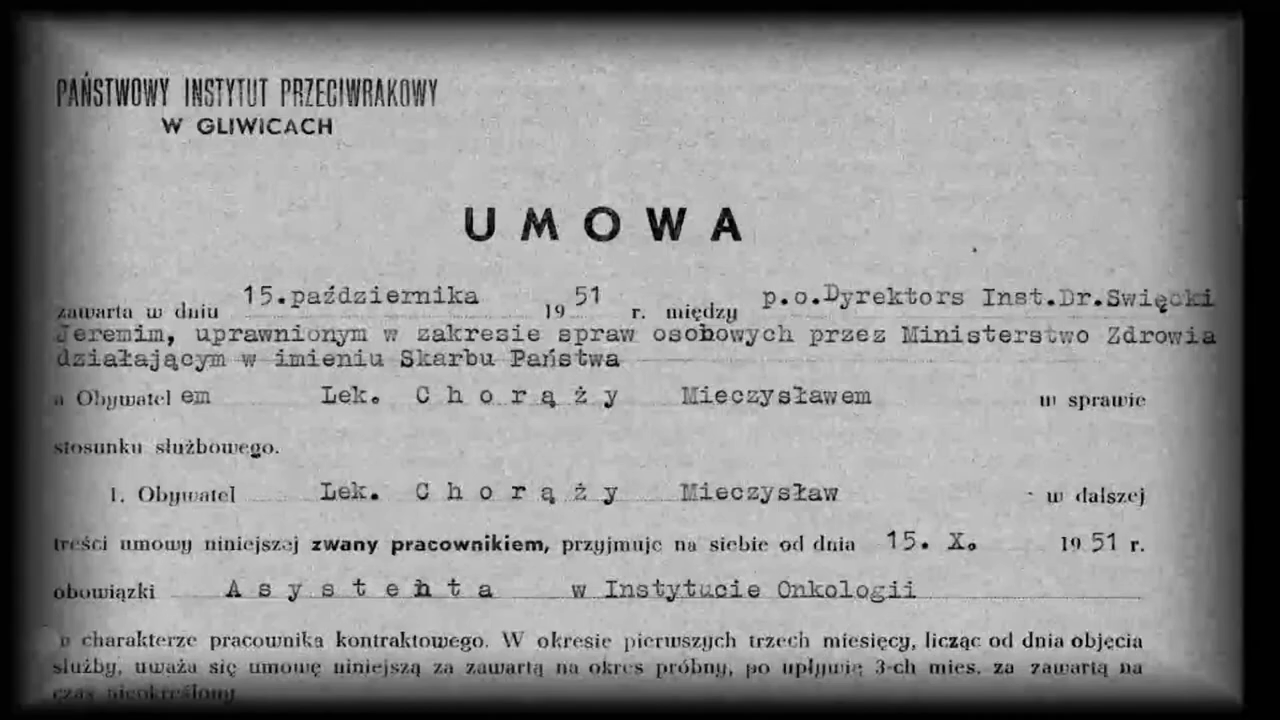 PAŃSTWOWY INSTYTUT PRZECIWRAKOWY
W GLIWICACH
UMOWA
zawarta w dniu 15.października 1951 r. między p.o.Dyrektors Inst.Dr.Swięcki
Jeremim, uprawnionym w zakresie spraw osobowych przez Ministerstwo Zdrowia
działającym w imieniu Skarbu Państwa
a Obywatelem Lek. Chorąży Mieczysławem w sprawie
stosunku służbowego.
1. Obywatel Lek. Chorąży Mieczysław - w dalszej
treści umowy niniejszej zwany pracownikiem, przyjmuje na siebie od dnia 15. X. 1951 r.
obowiązki Asystenta w Instytucie Onkologii
w charakterze pracownika kontraktowego. W okresie pierwszych trzech miesięcy, licząc od dnia objęcia
służby, uważa się umowę niniejszą za zawartą na okres próbny, po upływie 3-ch mies. za zawartą na
czas nieokreślony